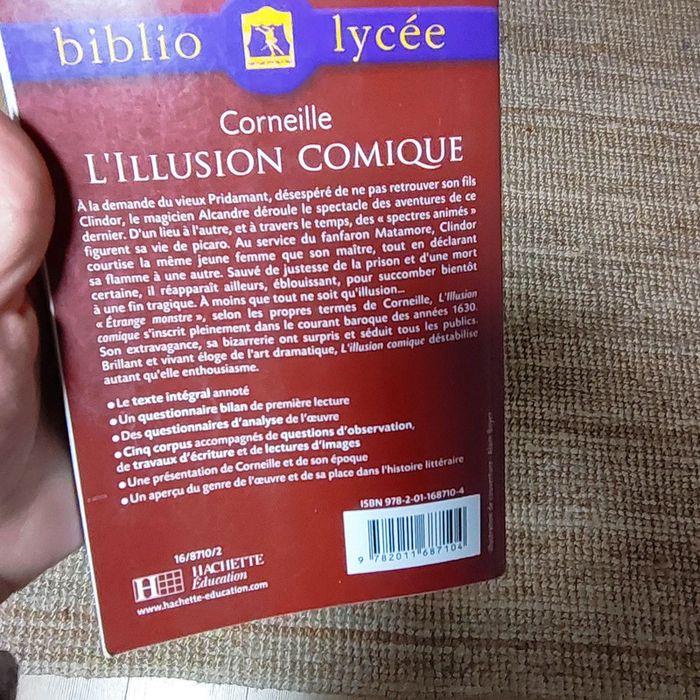 biblio lycée
Corneille
L'ILLUSION COMIQUE
À la demande du vieux Pridamant, désespéré de ne pas retrouver son fils
Clindor, le magicien Alcandre déroule le spectacle des aventures de ce
dernier. D'un lieu à l'autre, et à travers le temps, des « spectres animés »
figurent sa vie de picaro. Au service du fanfaron Matamore, Clindor
courtise la même jeune femme que son maître, tout en déclarant
sa flamme à une autre. Sauvé de justesse de la prison et d'une mort
certaine, il réapparaît ailleurs, éblouissant, pour succomber bientôt
à une fin tragique. À moins que tout ne soit qu'illusion...
« Étrange monstre », selon les propres termes de Corneille, L'Illusion
comique s'inscrit pleinement dans le courant baroque des années 1630.
Son extravagance, sa bizarrerie ont surpris et séduit tous les publics.
Brillant et vivant éloge de l'art dramatique, L'illusion comique déstabilise
autant qu'elle enthousiasme.
• Le texte intégral annoté
• Un questionnaire bilan de première lecture
• Des questionnaires d'analyse de l'œuvre
• Cinq corpus accompagnés de questions d'observation,
de travaux d'écriture et de lectures d'images
• Une présentation de Corneille et de son époque
• Un aperçu du genre de l'œuvre et de sa place dans l'histoire littéraire
ISBN 978-2-01-168710-4
9 782011 687104
16/8710/2
H HACHETTE
Éducation
www.hachette-education.com
Illustration de couverture : Alain Boyer